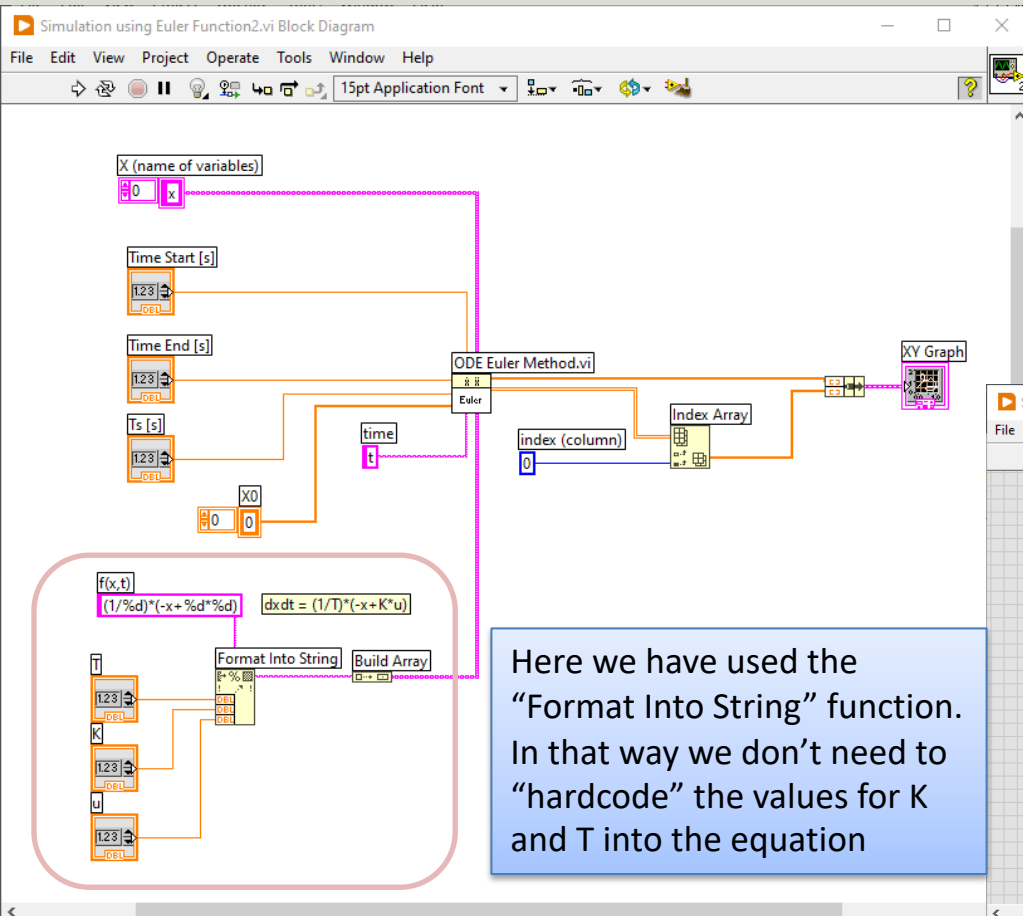 Simulation using Euler Function2.vi Block Diagram
File Edit View Project Operate Tools Window Help
15pt Application Font
?
2
X (name of variables)
0 x
Time Start [s]
1.23
DBL
Time End [s]
1.23
DBL
Ts [s]
1.23
DBL
ODE Euler Method.vi
Euler
time
t
X0
0 0
index (column)
0
Index Array
XY Graph
File
f(x,t)
(1/%d)*(-x+%d*%d)
dxdt = (1/T)*(-x+K*u)
Format Into String
Build Array
T
1.23
DBL
K
1.23
DBL
u
1.23
DBL
DBL
DBL
DBL
Here we have used the
“Format Into String” function.
In that way we don’t need to
“hardcode” the values for K
and T into the equation